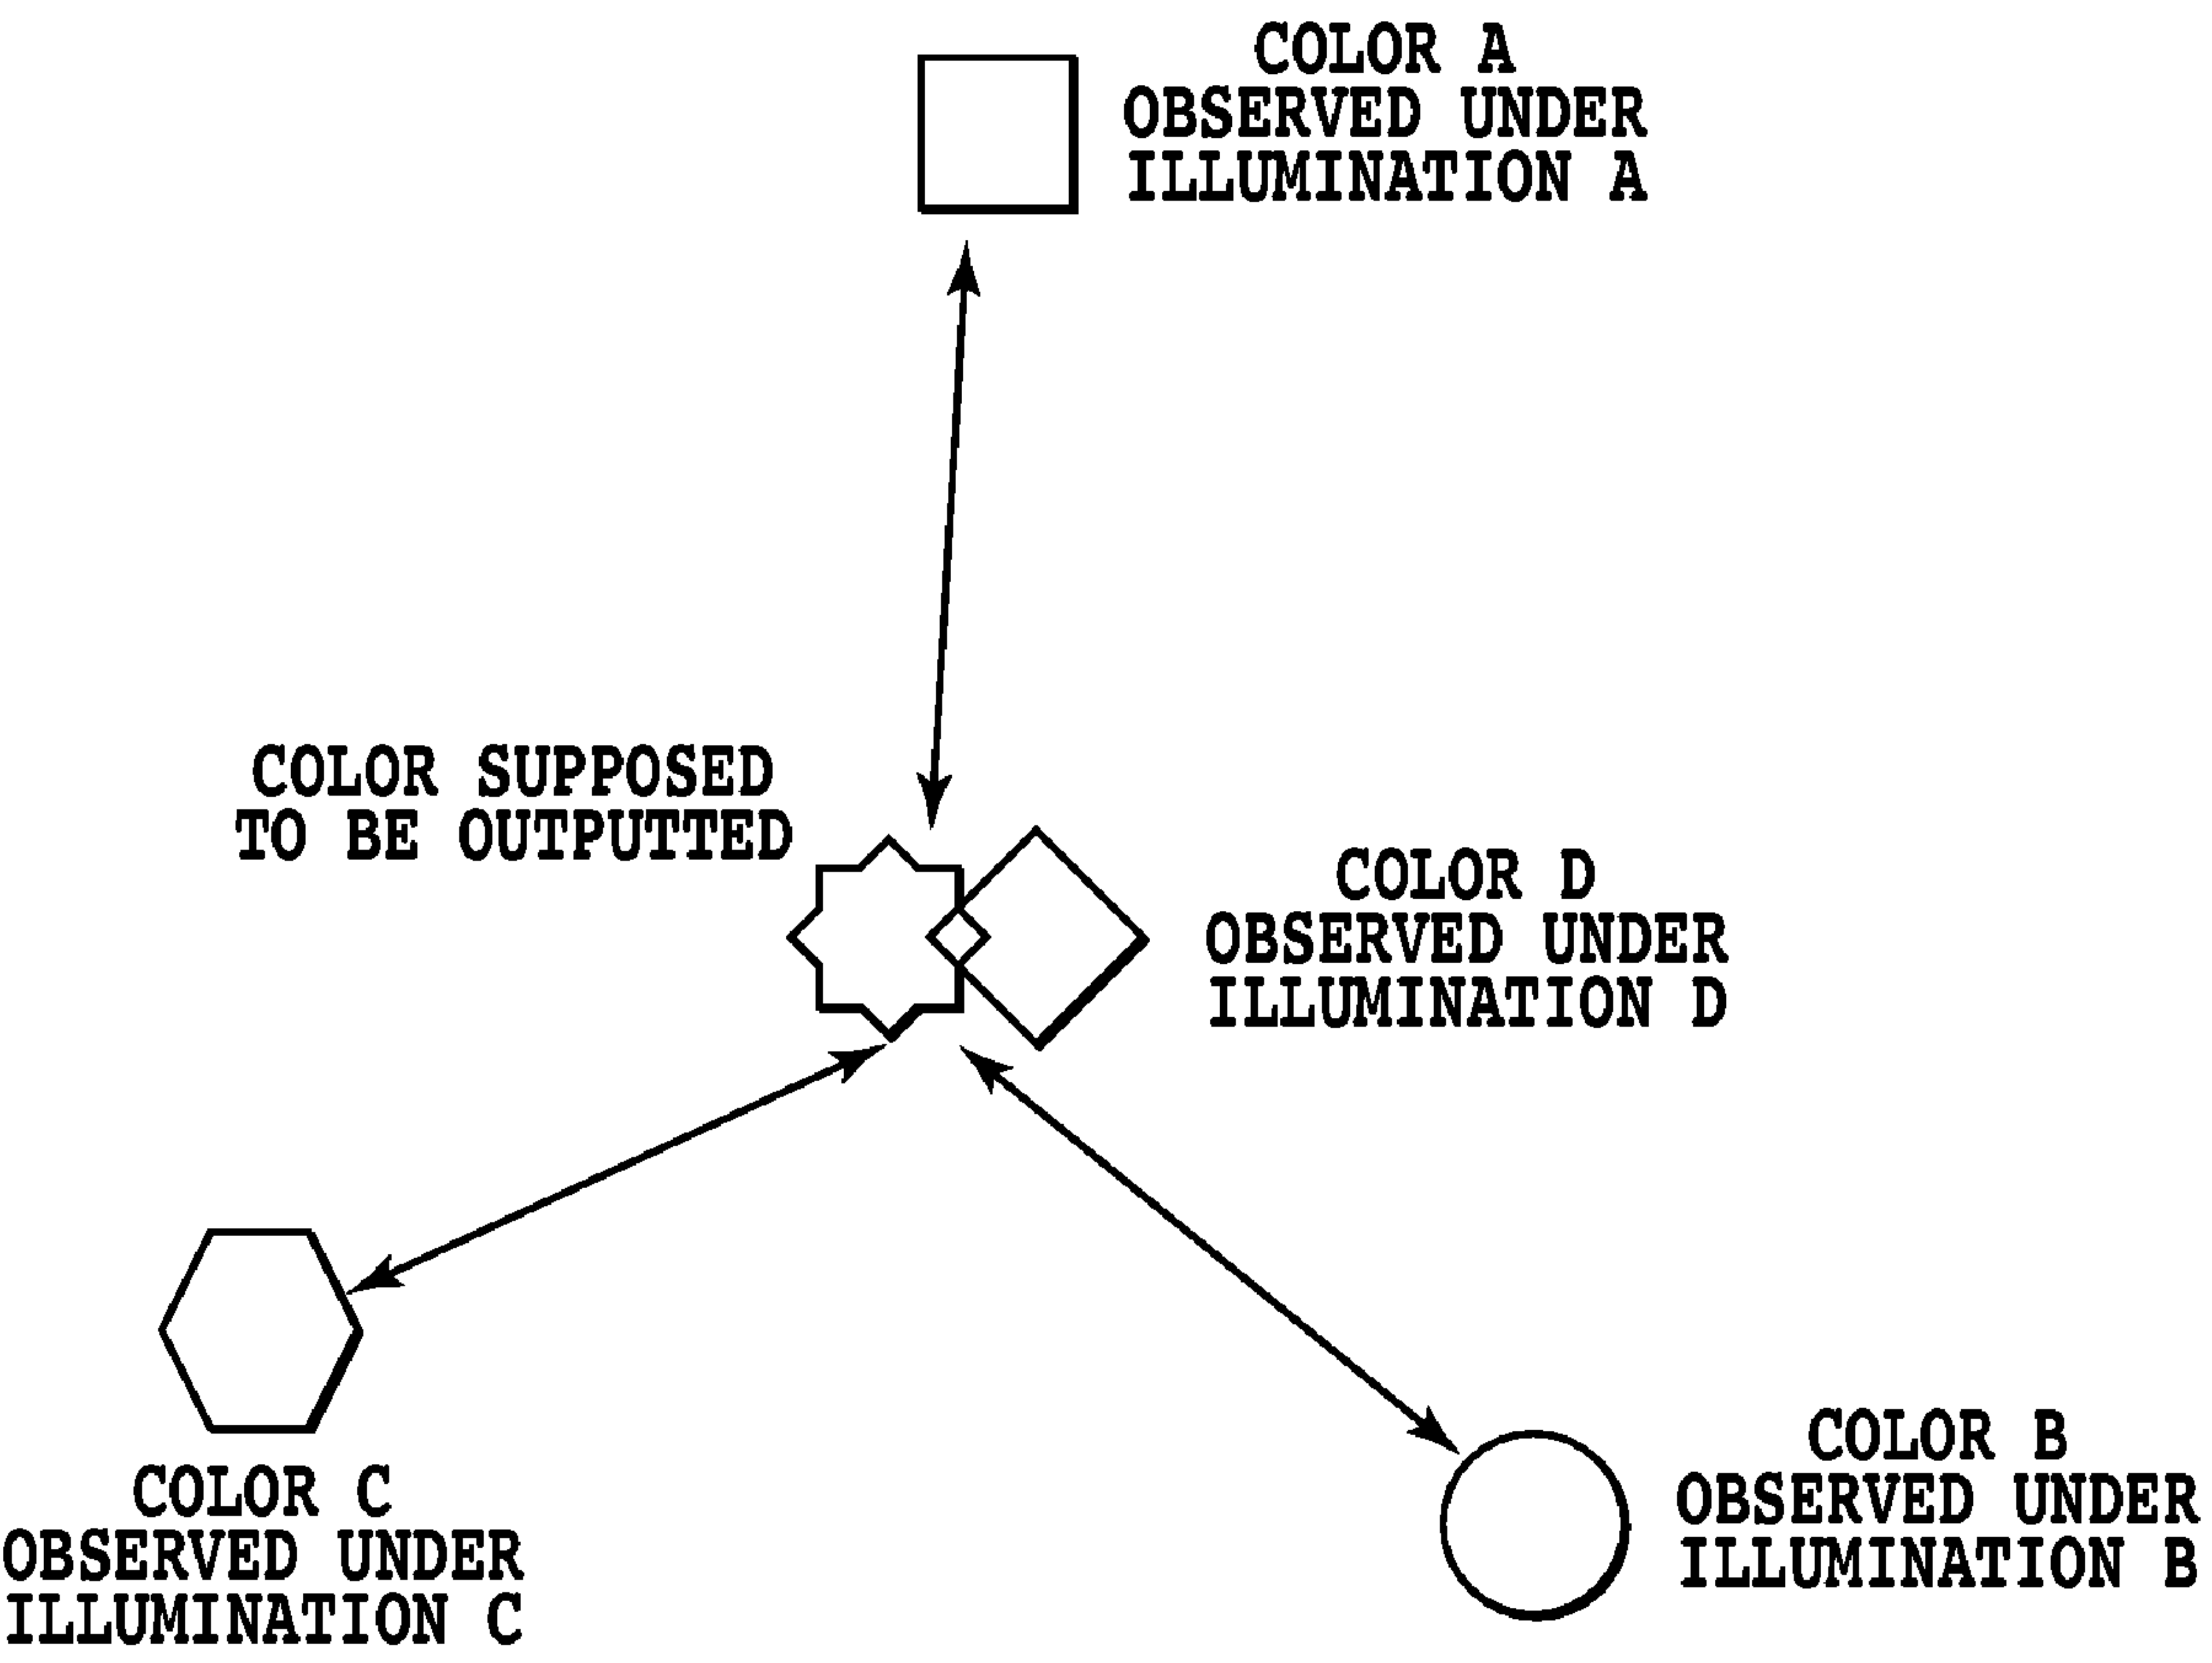 COLOR A
OBSERVED UNDER
ILLUMINATION A
COLOR SUPPOSED
TO BE OUTPUTTED
COLOR D
OBSERVED UNDER
ILLUMINATION D
COLOR C
OBSERVED UNDER
ILLUMINATION C
COLOR B
OBSERVED UNDER
ILLUMINATION B